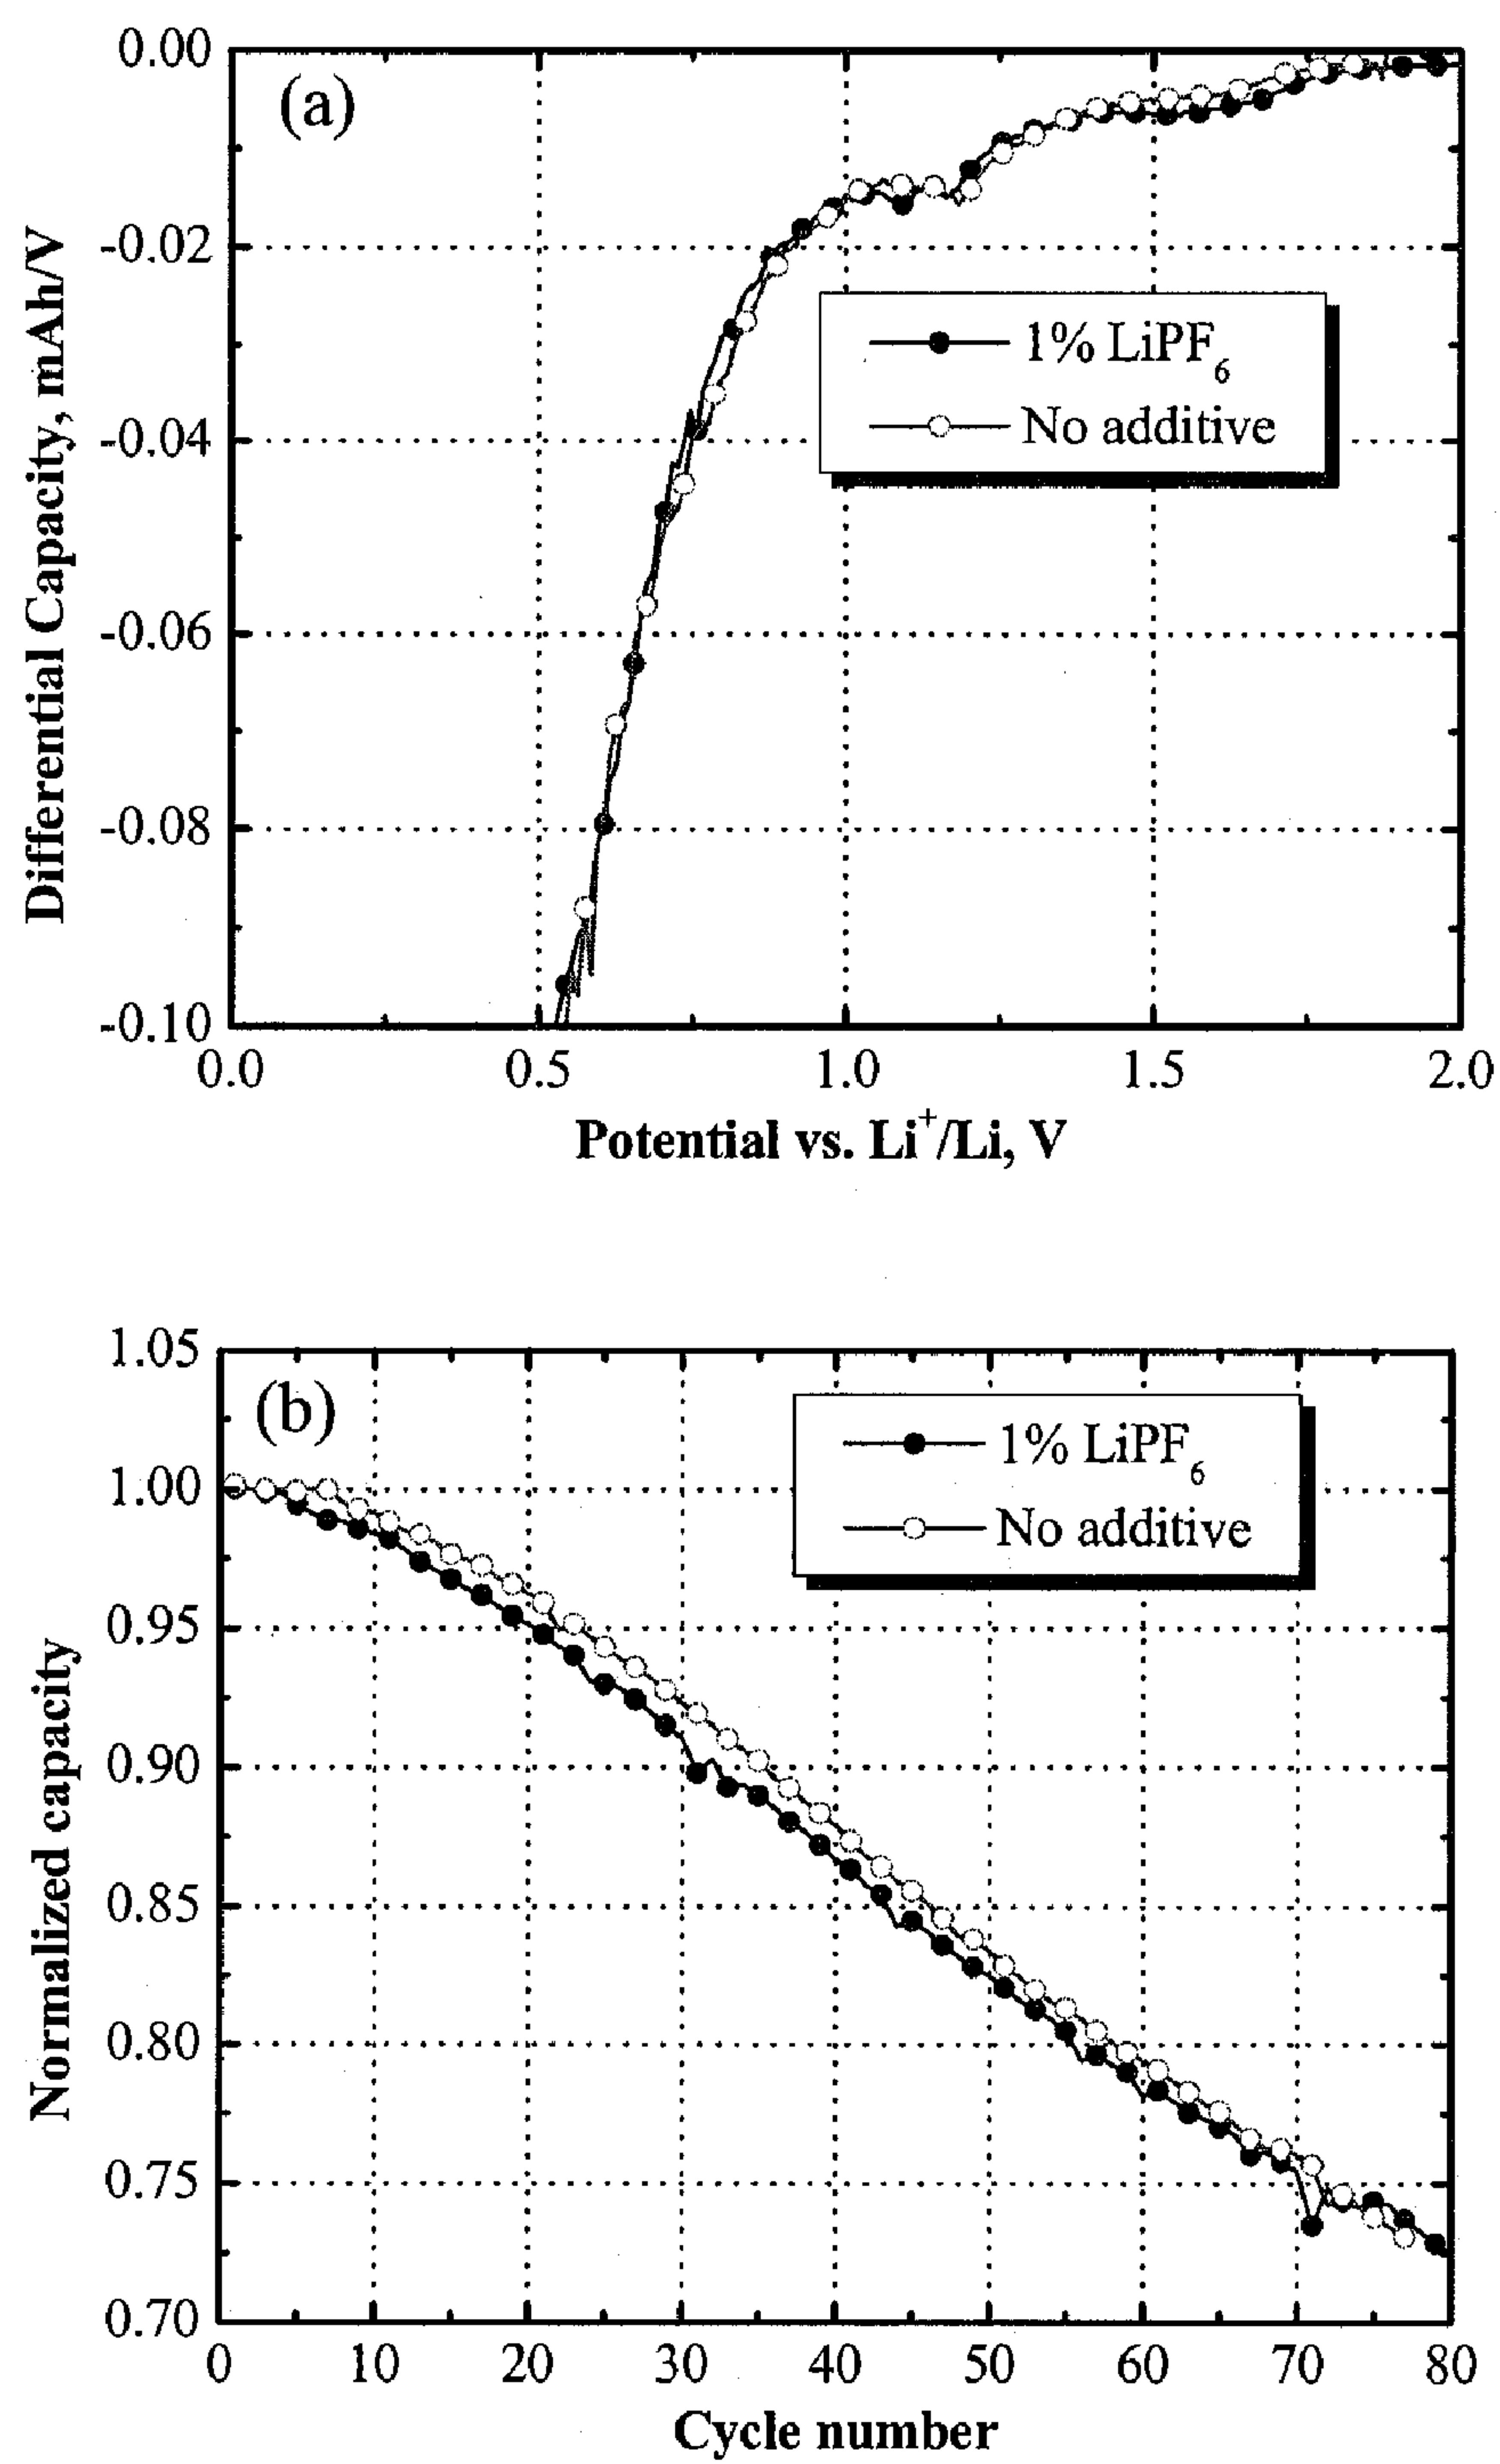 (a)
0.00
-0.02
-0.04
-0.06
-0.08
-0.10
Differential Capacity, mAh/V
1% LiPF6
No additive
0.0 0.5 1.0 1.5 2.0
Potential vs. Li+/Li, V
(b)
1.05
1.00
0.95
0.90
0.85
0.80
0.75
0.70
Normalized capacity
1% LiPF6
No additive
0 10 20 30 40 50 60 70 80
Cycle number